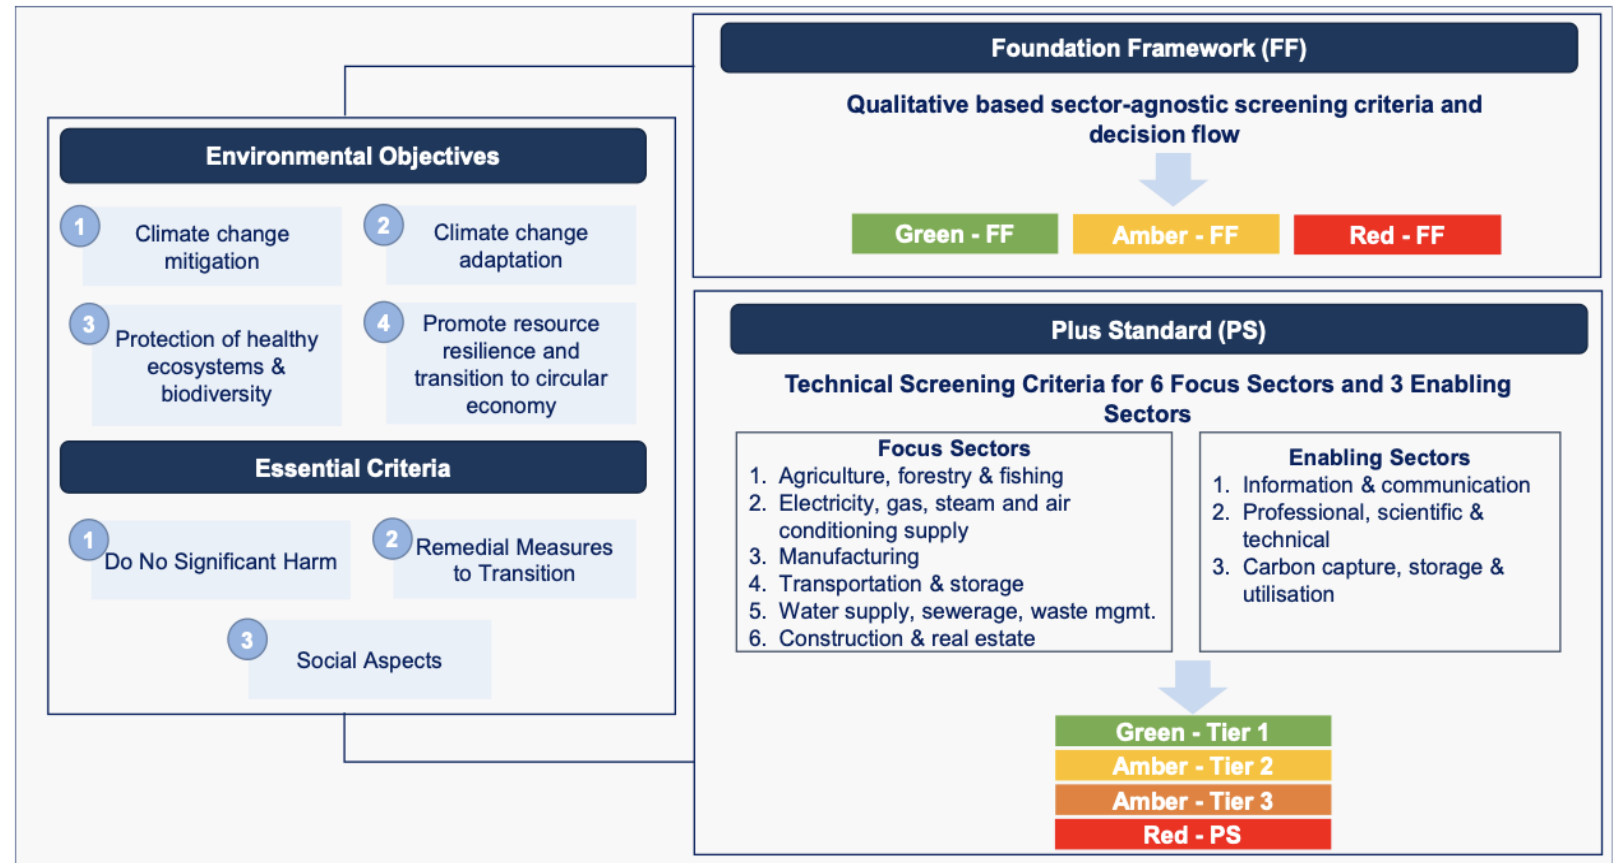 Environmental Objectives
1
Climate change
mitigation
2
Climate change
adaptation
3
Protection of healthy
ecosystems &
biodiversity
4
Promote resource
resilience and
transition to circular
economy
Essential Criteria
1
Do No Significant Harm
2
Remedial Measures
to Transition
3
Social Aspects
Foundation Framework (FF)
Qualitative based sector-agnostic screening criteria and
decision flow
Green - FF
Amber - FF
Red - FF
Plus Standard (PS)
Technical Screening Criteria for 6 Focus Sectors and 3 Enabling
Sectors
Focus Sectors
1. Agriculture, forestry & fishing
2. Electricity, gas, steam and air
conditioning supply
3. Manufacturing
4. Transportation & storage
5. Water supply, sewerage, waste mgmt.
6. Construction & real estate
Enabling Sectors
1. Information & communication
2. Professional, scientific &
technical
3. Carbon capture, storage &
utilisation
Green - Tier 1
Amber - Tier 2
Amber - Tier 3
Red - PS